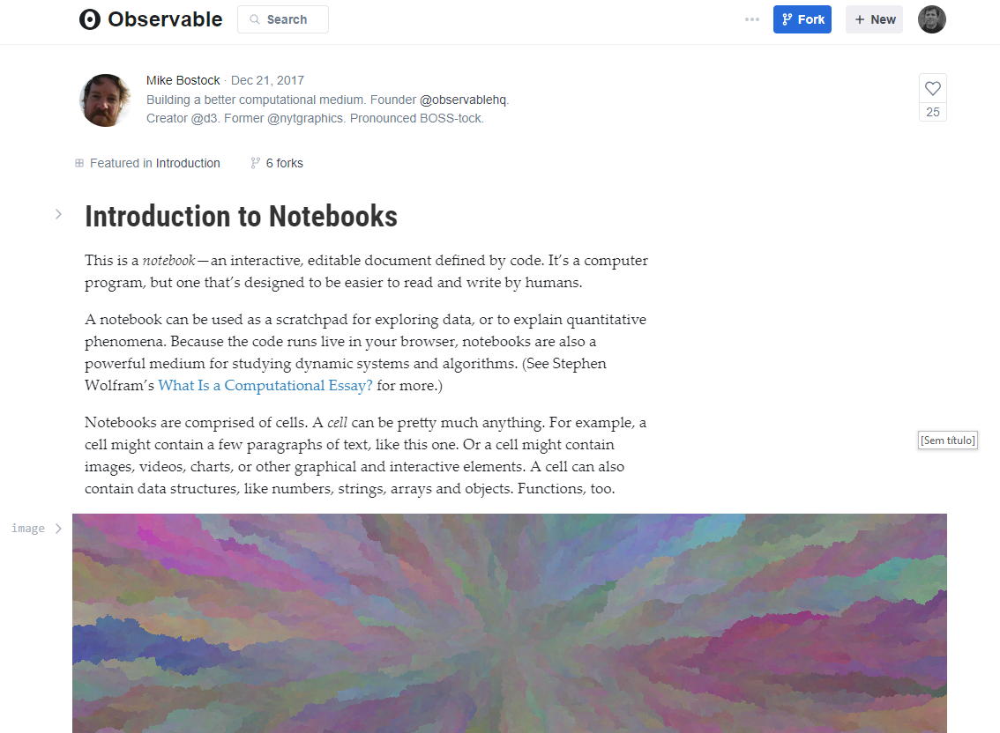 Observable
Search
Fork
+ New
Mike Bostock · Dec 21, 2017
Building a better computational medium. Founder @observablehq.
Creator @d3. Former @nytgraphics. Pronounced BOSS-tock.
25
Featured in Introduction
6 forks
Introduction to Notebooks
This is a notebook—an interactive, editable document defined by code. It’s a computer
program, but one that’s designed to be easier to read and write by humans.
A notebook can be used as a scratchpad for exploring data, or to explain quantitative
phenomena. Because the code runs live in your browser, notebooks are also a
powerful medium for studying dynamic systems and algorithms. (See Stephen
Wolfram’s What Is a Computational Essay? for more.)
Notebooks are comprised of cells. A cell can be pretty much anything. For example, a
cell might contain a few paragraphs of text, like this one. Or a cell might contain
images, videos, charts, or other graphical and interactive elements. A cell can also
contain data structures, like numbers, strings, arrays and objects. Functions, too.
[Sem título]
image